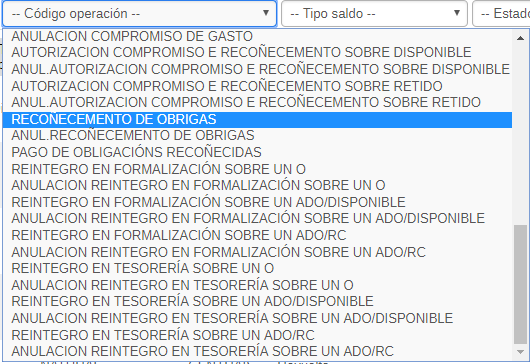 -- Código operación --
-- Tipo saldo --
-- Estado
ANULACION COMPROMISO DE GASTO
AUTORIZACION COMPROMISO E RECOÑECEMENTO SOBRE DISPONIBLE
ANUL.AUTORIZACION COMPROMISO E RECOÑECEMENTO SOBRE DISPONIBLE
AUTORIZACION COMPROMISO E RECOÑECEMENTO SOBRE RETIDO
ANUL.AUTORIZACION COMPROMISO E RECOÑECEMENTO SOBRE RETIDO
RECOÑECEMENTO DE OBRIGAS
ANUL.RECOÑECEMENTO DE OBRIGAS
PAGO DE OBLIGACIÓNS RECOÑECIDAS
REINTEGRO EN FORMALIZACIÓN SOBRE UN O
ANULACION REINTEGRO EN FORMALIZACIÓN SOBRE UN O
REINTEGRO EN FORMALIZACIÓN SOBRE UN ADO/DISPONIBLE
ANULACION REINTEGRO EN FORMALIZACIÓN SOBRE UN ADO/DISPONIBLE
REINTEGRO EN FORMALIZACIÓN SOBRE UN ADO/RC
ANULACION REINTEGRO EN FORMALIZACIÓN SOBRE UN ADO/RC
REINTEGRO EN TESORERÍA SOBRE UN O
ANULACION REINTEGRO EN TESORERÍA SOBRE UN O
REINTEGRO EN TESORERÍA SOBRE UN ADO/DISPONIBLE
ANULACION REINTEGRO EN TESORERÍA SOBRE UN ADO/DISPONIBLE
REINTEGRO EN TESORERÍA SOBRE UN ADO/RC
ANULACION REINTEGRO EN TESORERÍA SOBRE UN ADO/RC